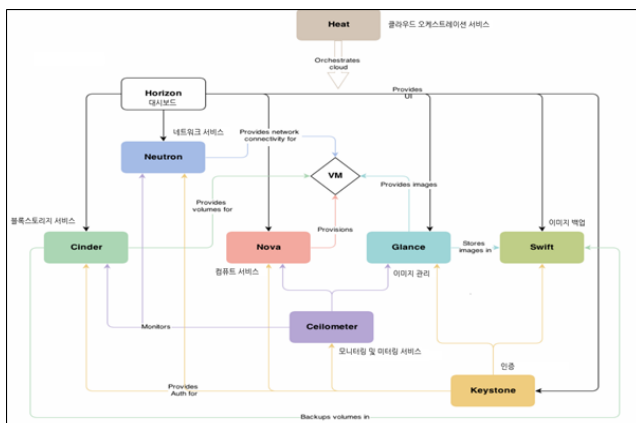 Heat
클라우드 오케스트레이션 서비스
Orchestrates
cloud
Horizon
대시보드
Provides
UI
네트워크 서비스
Provides network
connectivity for
Neutron
VM
Provides images
Provides
volumes for
블록스토리지 서비스
이미지 백업
Cinder
Nova
Provisions
Glance
Stores
images in
Swift
컴퓨트 서비스
이미지 관리
Monitors
Ceilometer
모니터링 및 미터링 서비스
인증
Provides
Auth for
Keystone
Backups volumes in